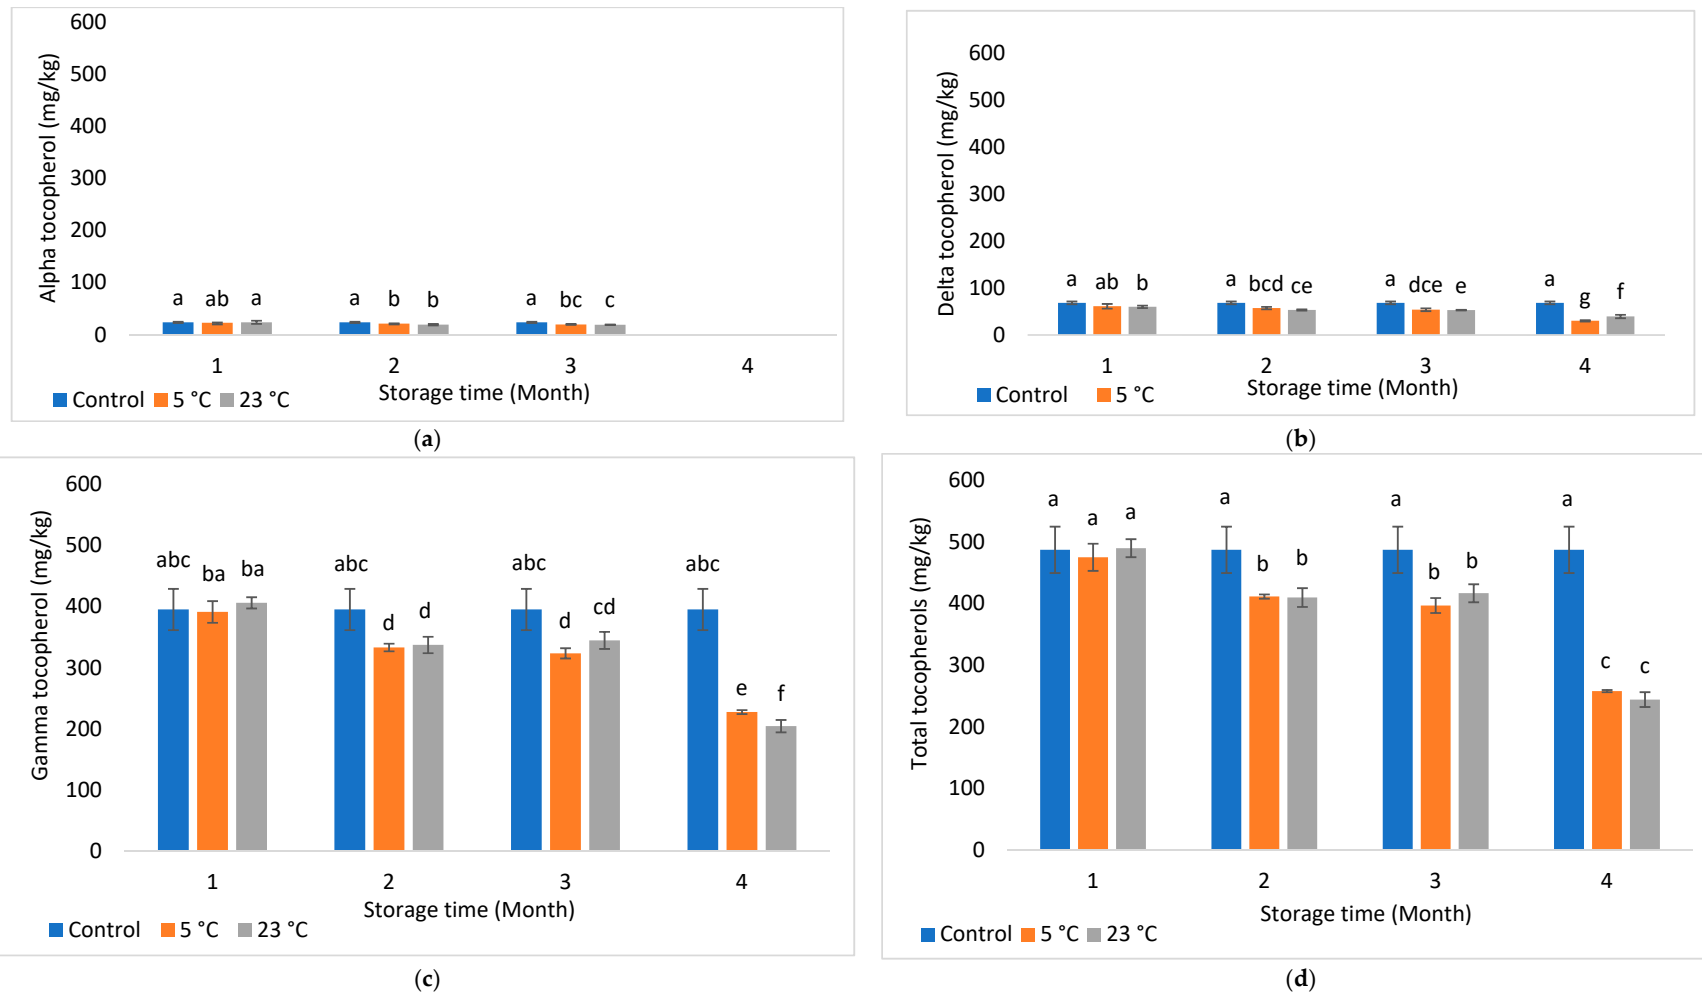 600
500
400
300
200
100
0
Alpha tocopherol (mg/kg)
a ab a a b b a bc c
1 2 3 4
Storage time (Month)
Control 5 °C 23 °C
(a)
600
500
400
300
200
100
0
Delta tocopherol (mg/kg)
a ab b a bcd ce a dce e a g f
1 2 3 4
Storage time (Month)
Control 5 °C
(b)
600
500
400
300
200
100
0
Gamma tocopherol (mg/kg)
abc ba ba abc d d abc d cd abc e f
1 2 3 4
Storage time (Month)
Control 5 °C 23 °C
(c)
600
500
400
300
200
100
0
Total tocopherols (mg/kg)
a a a a b b a b b a c c
1 2 3 4
Storage time (Month)
Control 5 °C 23 °C
(d)